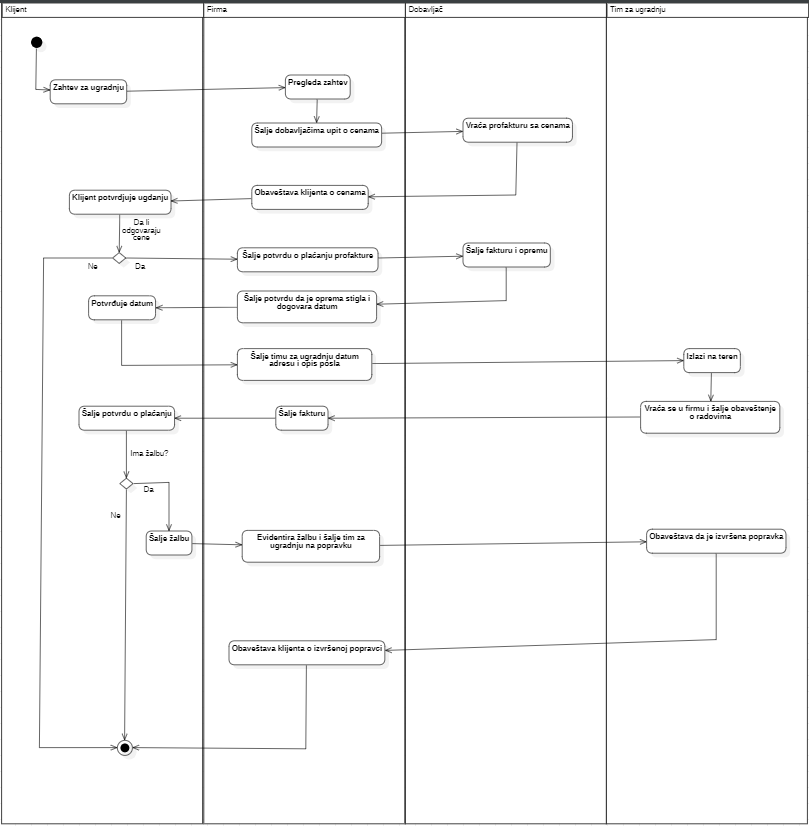 Klijent
Firma
Dobavljač
Tim za ugradnju
Zahtev za ugradnju
Pregleda zahtev
Šalje dobavljačima upit o cenama
Vraća profakturu sa cenama
Obaveštava klijenta o cenama
Klijent potvrdjuje ugdanju
Da li
odgovaraju
cene
Ne
Da
Šalje potvrdu o plaćanju profakture
Šalje fakturu i opremu
Šalje potvrdu da je oprema stigla i
dogovara datum
Potvrđuje datum
Šalje timu za ugradnju datum
adresu i opis posla
Izlazi na teren
Vraća se u firmu i šalje obaveštenje
o radovima
Šalje fakturu
Šalje potvrdu o plaćanju
Ima žalbu?
Da
Ne
Šalje žalbu
Evidentira žalbu i šalje tim za
ugradnju na popravku
Obaveštava da je izvršena popravka
Obaveštava klijenta o izvršenoj popravci